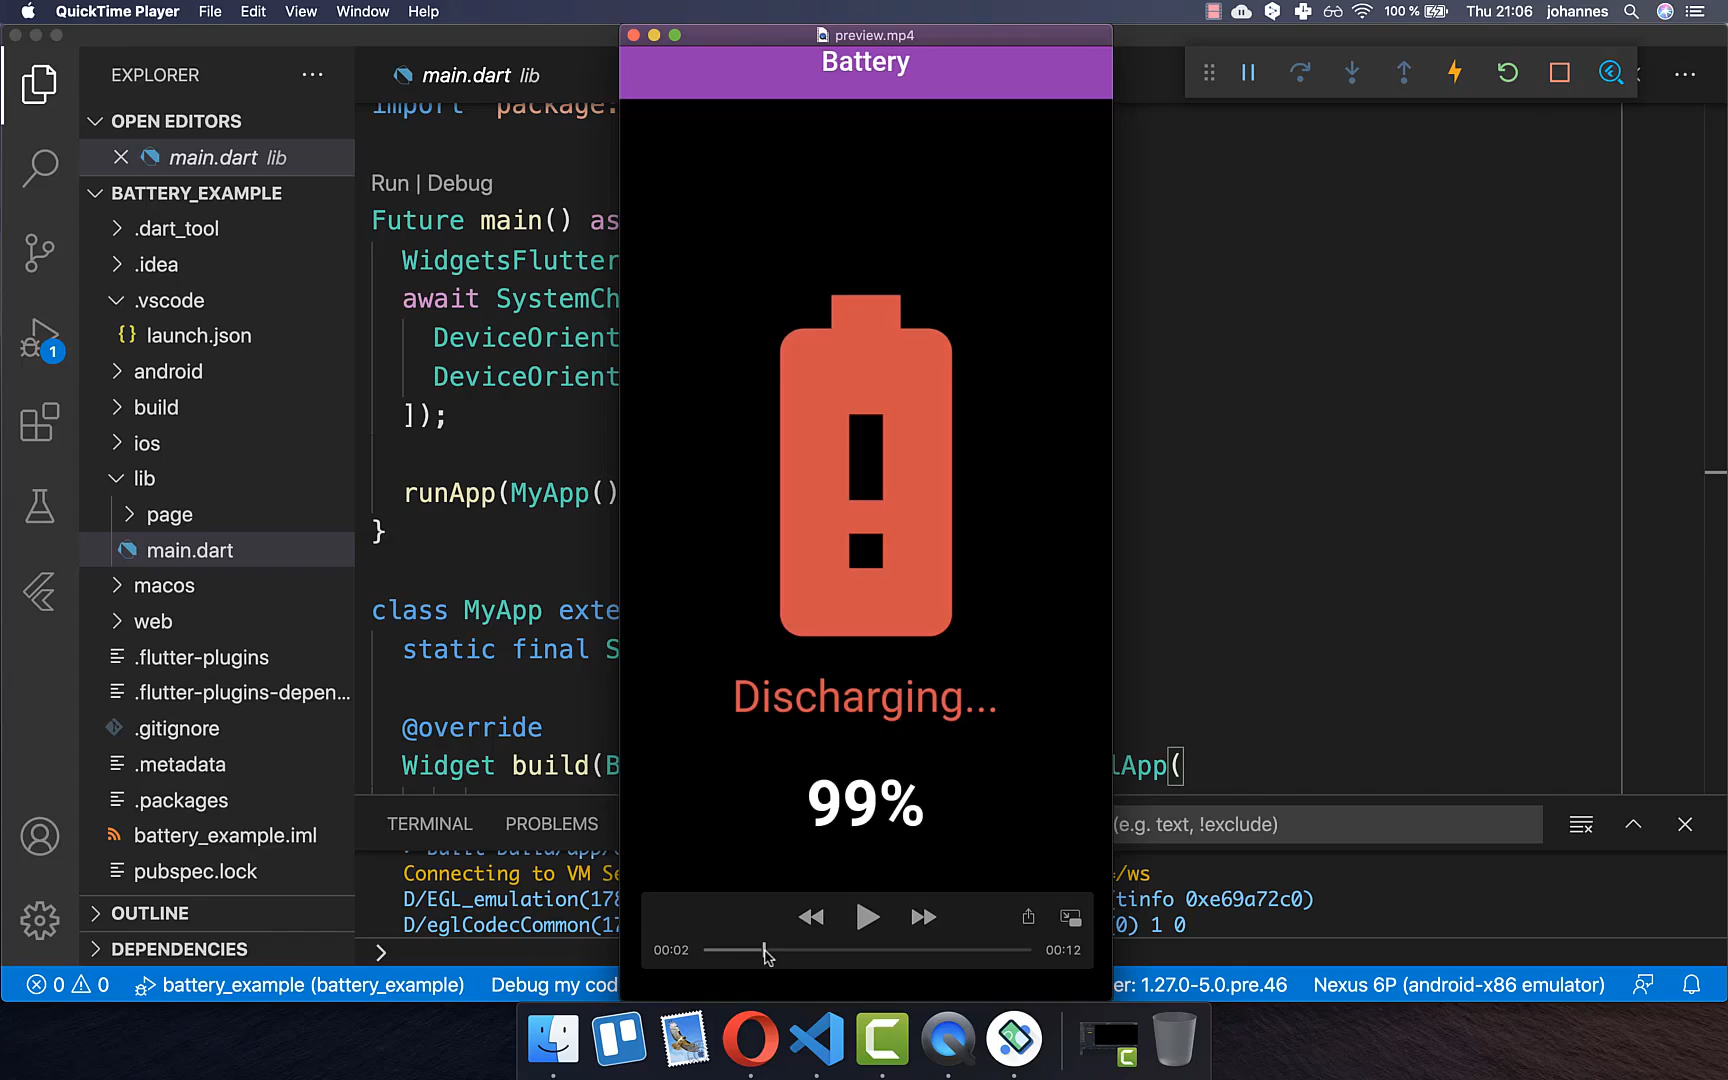 QuickTime Player File Edit View Window Help 100 % Thu 21:06 johannes
preview.mp4
EXPLORER
OPEN EDITORS
main.dart lib
BATTERY_EXAMPLE
.dart_tool
.idea
.vscode
{} launch.json
android
build
ios
lib
page
main.dart
macos
web
.flutter-plugins
.flutter-plugins-depen...
.gitignore
.metadata
.packages
battery_example.iml
pubspec.lock
OUTLINE
DEPENDENCIES
main.dart lib
import package:
Run | Debug
Future main() as
WidgetsFlutter
await SystemCh
DeviceOrient
DeviceOrient
]);
runApp(MyApp()
}
class MyApp exte
static final S
@override
Widget build(B
lApp(
Battery
Discharging...
99%
00:02
00:12
TERMINAL PROBLEMS
(e.g. text, !exclude)
Connecting to VM Se
/ws
D/EGL_emulation(178
tinfo 0xe69a72c0)
D/eglCodecCommon(17
0) 1 0
1
0 0 battery_example (battery_example) Debug my cod
er: 1.27.0-5.0.pre.46 Nexus 6P (android-x86 emulator)